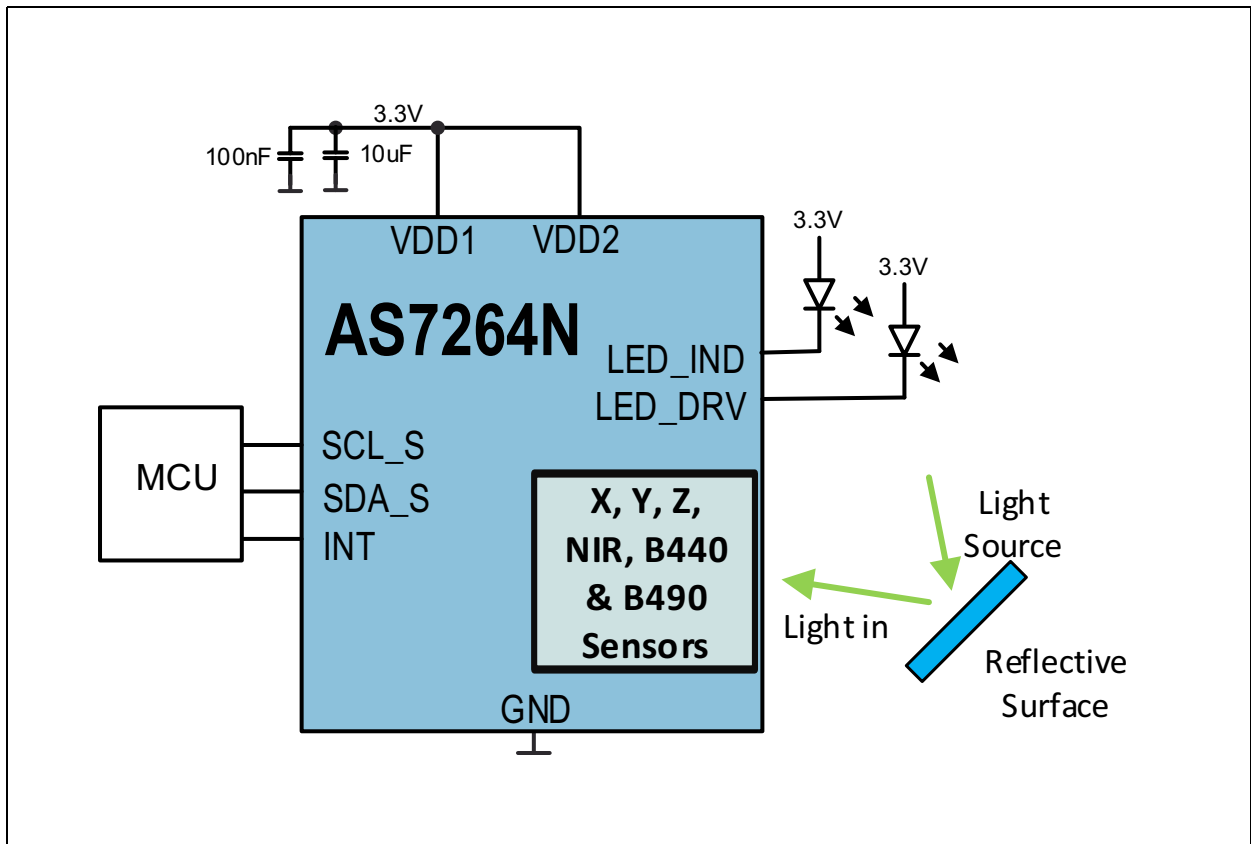 3.3V
100nF
10uF
VDD1
VDD2
3.3V
3.3V
AS7264N
LED_IND
LED_DRV
MCU
SCL_S
SDA_S
INT
X, Y, Z,
NIR, B440
& B490
Sensors
Light
Source
Light in
Reflective
Surface
GND